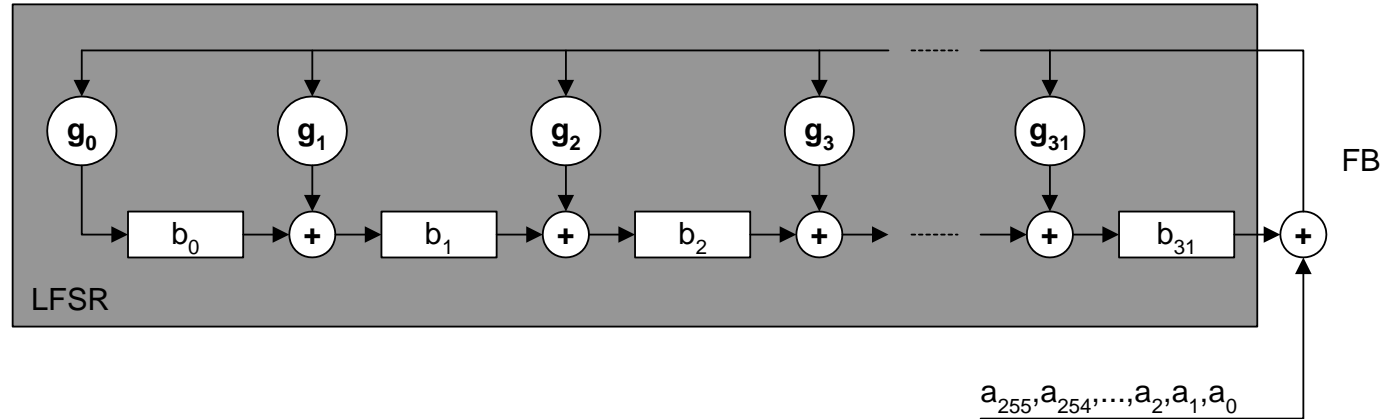 g₀ g₁ g₂ g₃ g₃₁
FB
b₀ + b₁ + b₂ + + b₃₁ +
LFSR
a₂₅₅,a₂₅₄,...,a₂,a₁,a₀